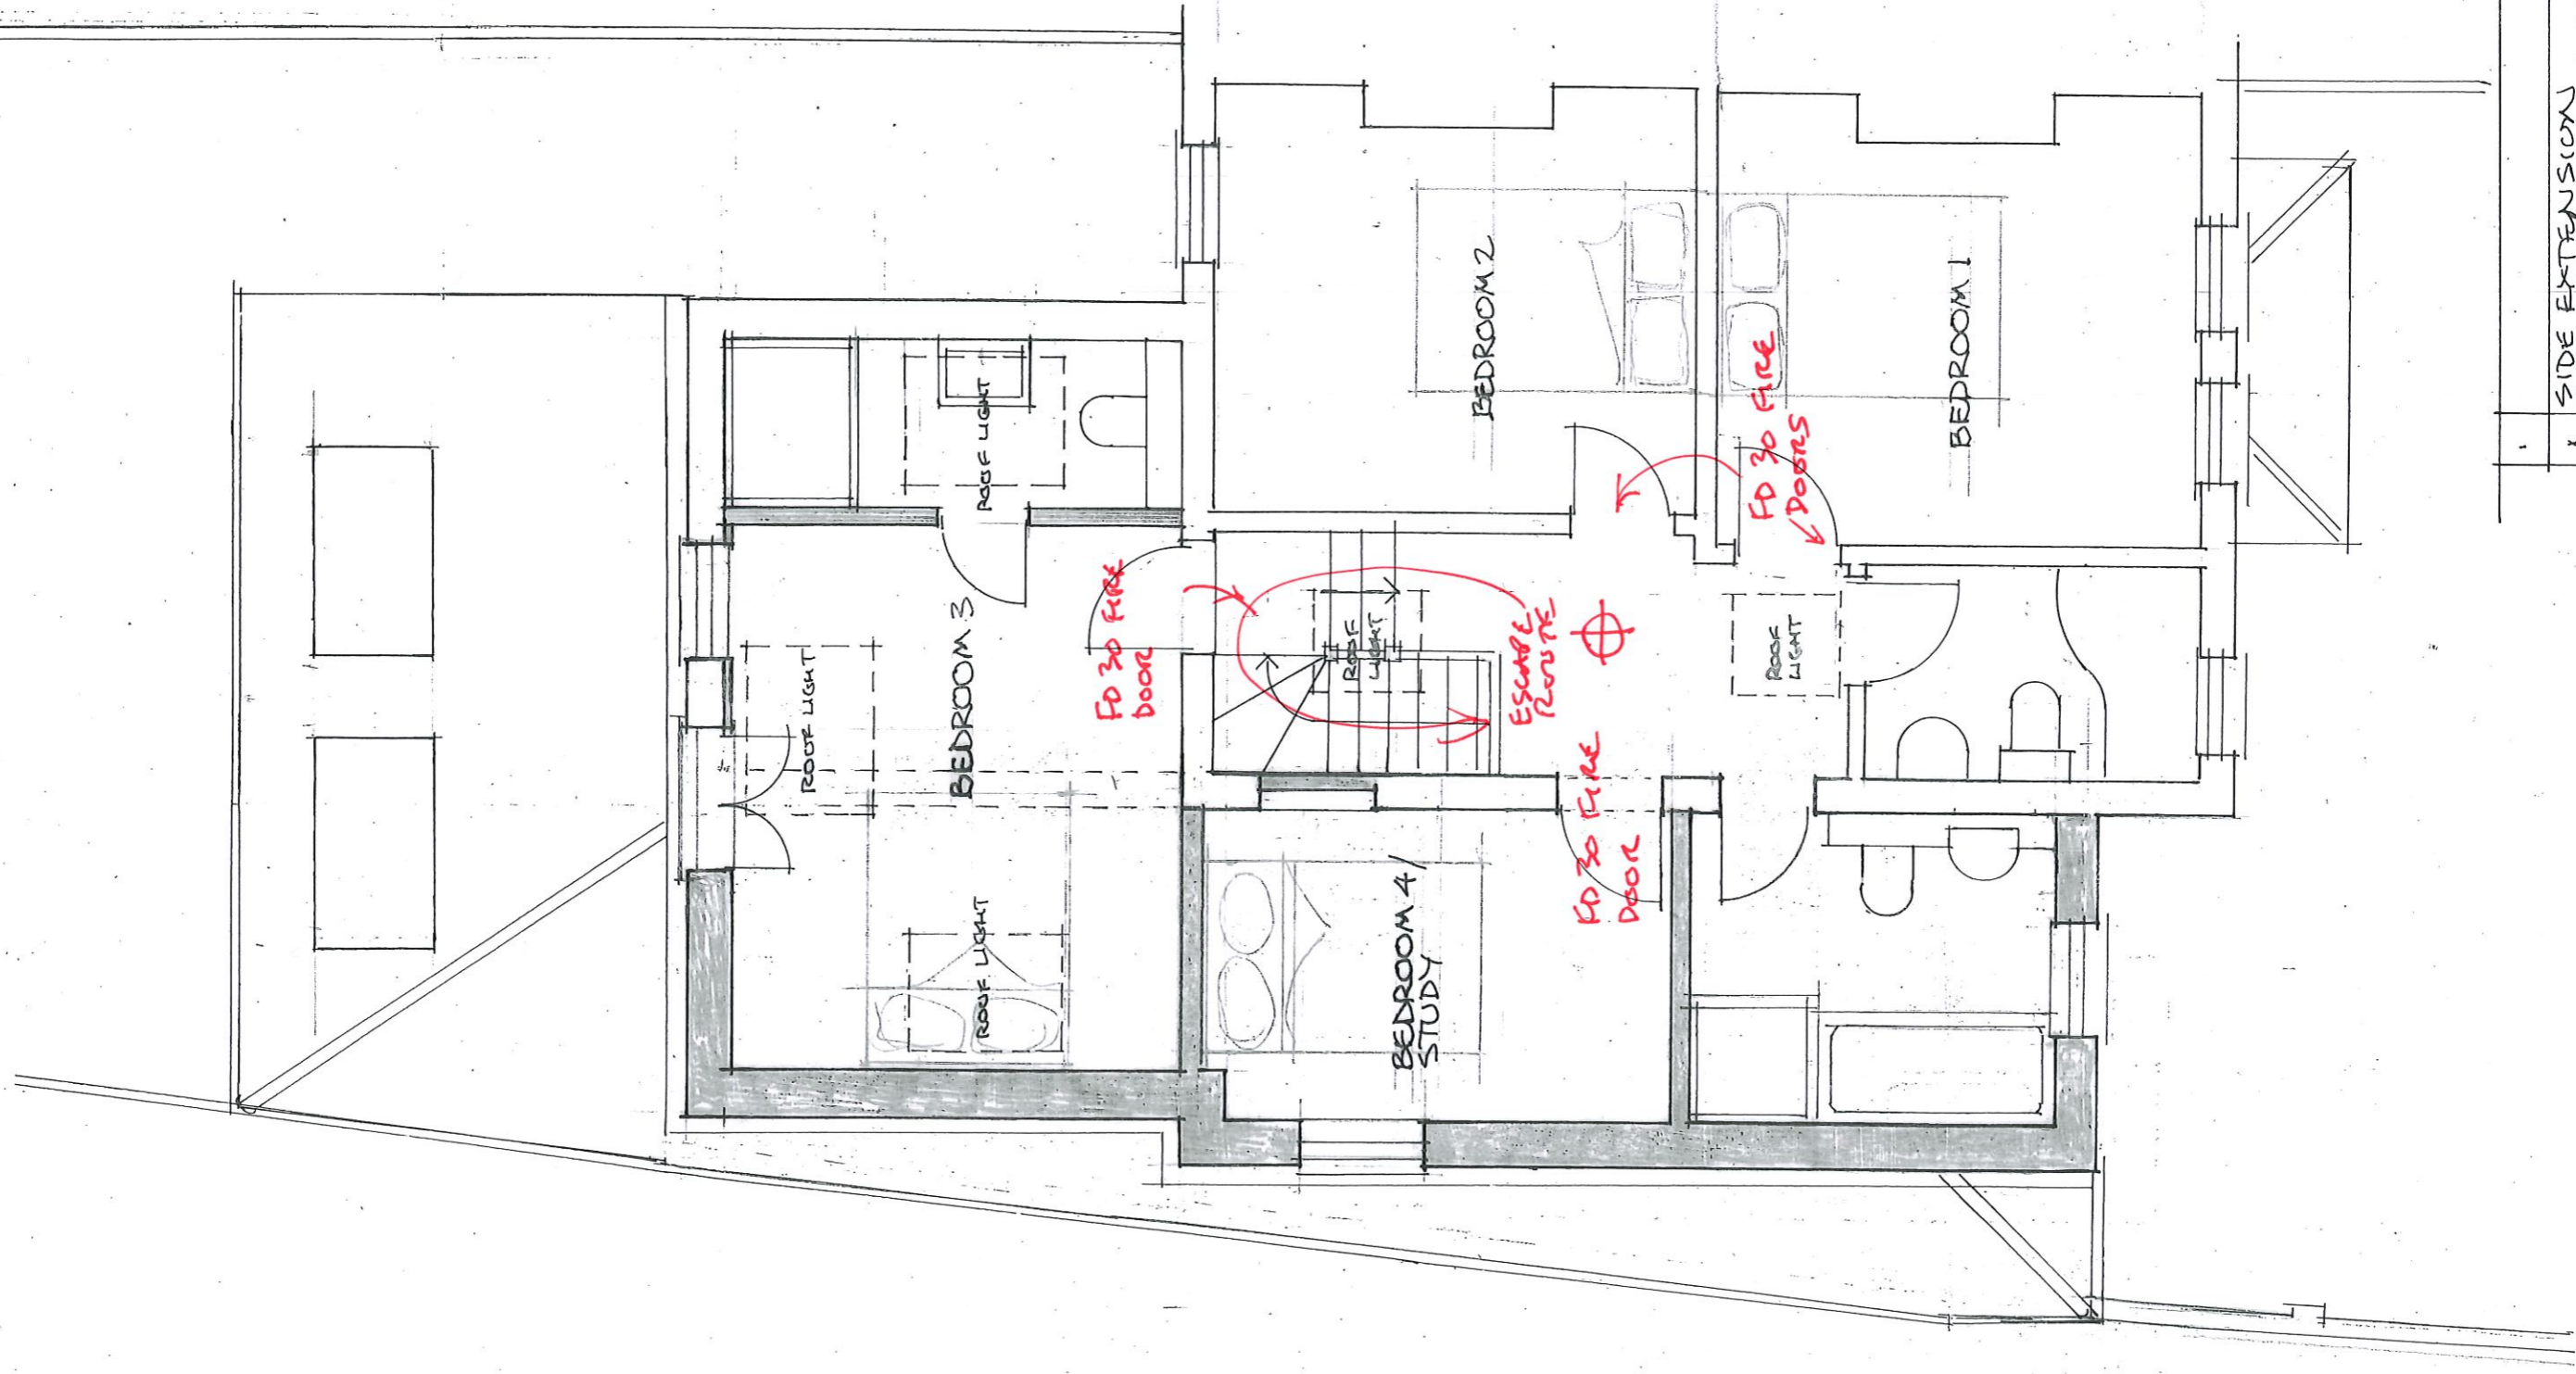 BEDROOM 2
BEDROOM 1
SIDE EXTENSION
FD 30 FIRE
DOORS
ROOF LIGHT
BEDROOM 3
FD 30 FIRE
DOOR
ROOF
LIGHT
ESCAPE
ROUTE
ROOF
LIGHT
ROOF LIGHT
FD 30 FIRE
DOOR
ROOF LIGHT
BEDROOM 4/
STUDY